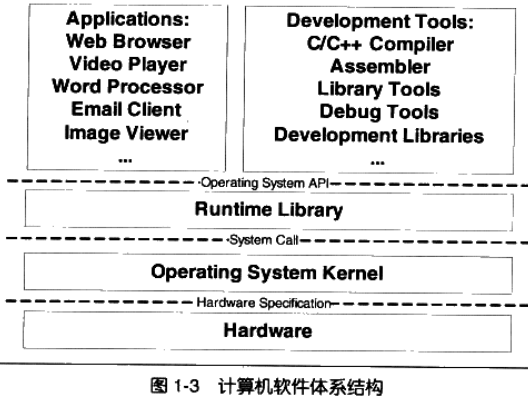 Applications:
Web Browser
Video Player
Word Processor
Email Client
Image Viewer
...
Development Tools:
C/C++ Compiler
Assembler
Library Tools
Debug Tools
Development Libraries
...
Operating System API
Runtime Library
System Call
Operating System Kernel
Hardware Specification
Hardware
图 1-3 计算机软件体系结构